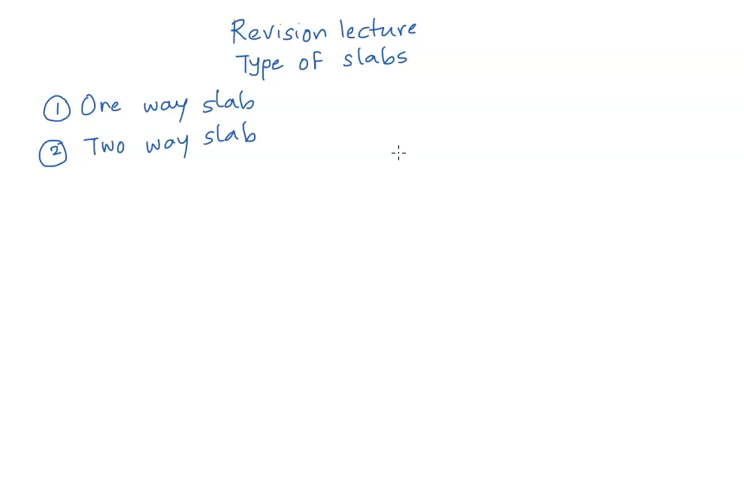 Revision lecture
Type of slabs
① One way slab
② Two way slab